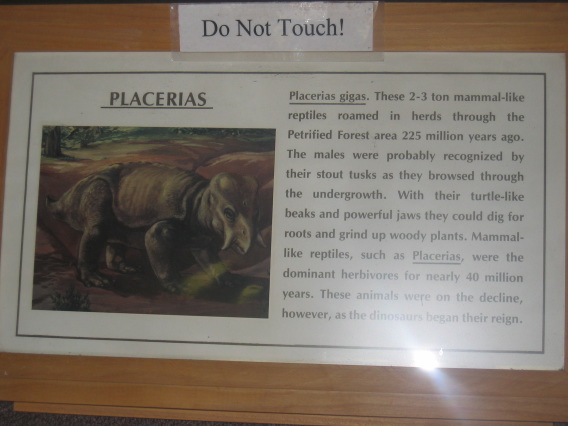 Do Not Touch!
PLACERIAS
Placerias gigas. These 2-3 ton mammal-like
reptiles roamed in herds through the
Petrified Forest area 225 million years ago.
The males were probably recognized by
their stout tusks as they browsed through
the undergrowth. With their turtle-like
beaks and powerful jaws they could dig for
roots and grind up woody plants. Mammal-
like reptiles, such as Placerias, were the
dominant herbivores for nearly 40 million
years. These animals were on the decline,
however, as the dinosaurs began their reign.